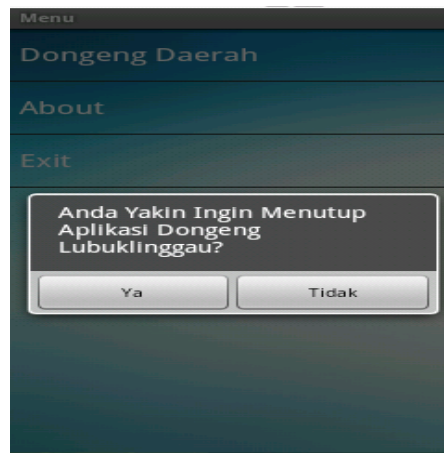 Menu
Dongeng Daerah
About
Exit
Anda Yakin Ingin Menutup
Aplikasi Dongeng
Lubuklinggau?
Ya
Tidak